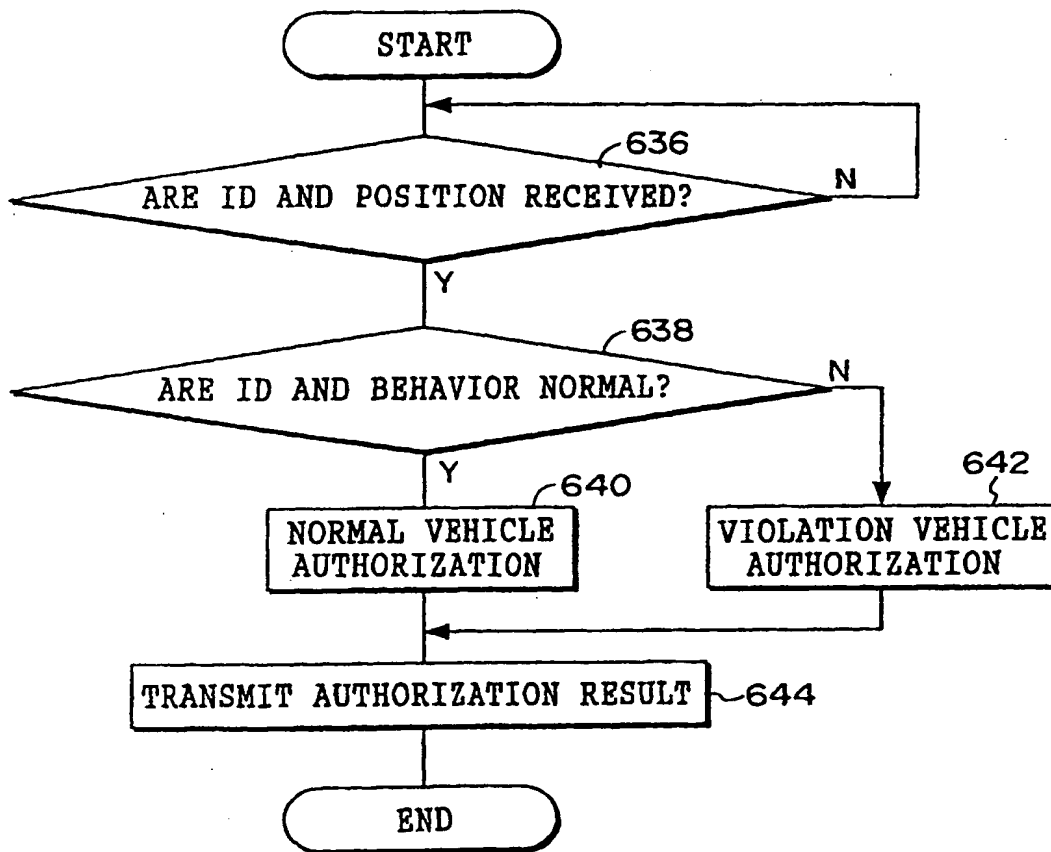 START
636
ARE ID AND POSITION RECEIVED?
N
Y
638
ARE ID AND BEHAVIOR NORMAL?
N
Y
640
642
NORMAL VEHICLE
AUTHORIZATION
VIOLATION VEHICLE
AUTHORIZATION
TRANSMIT AUTHORIZATION RESULT
644
END